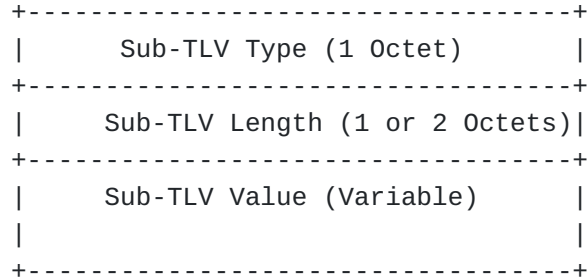 +-----------------------------------+
|      Sub-TLV Type (1 Octet)       |
+-----------------------------------+
|     Sub-TLV Length (1 or 2 Octets)|
+-----------------------------------+
|     Sub-TLV Value (Variable)      |
|                                   |
+-----------------------------------+